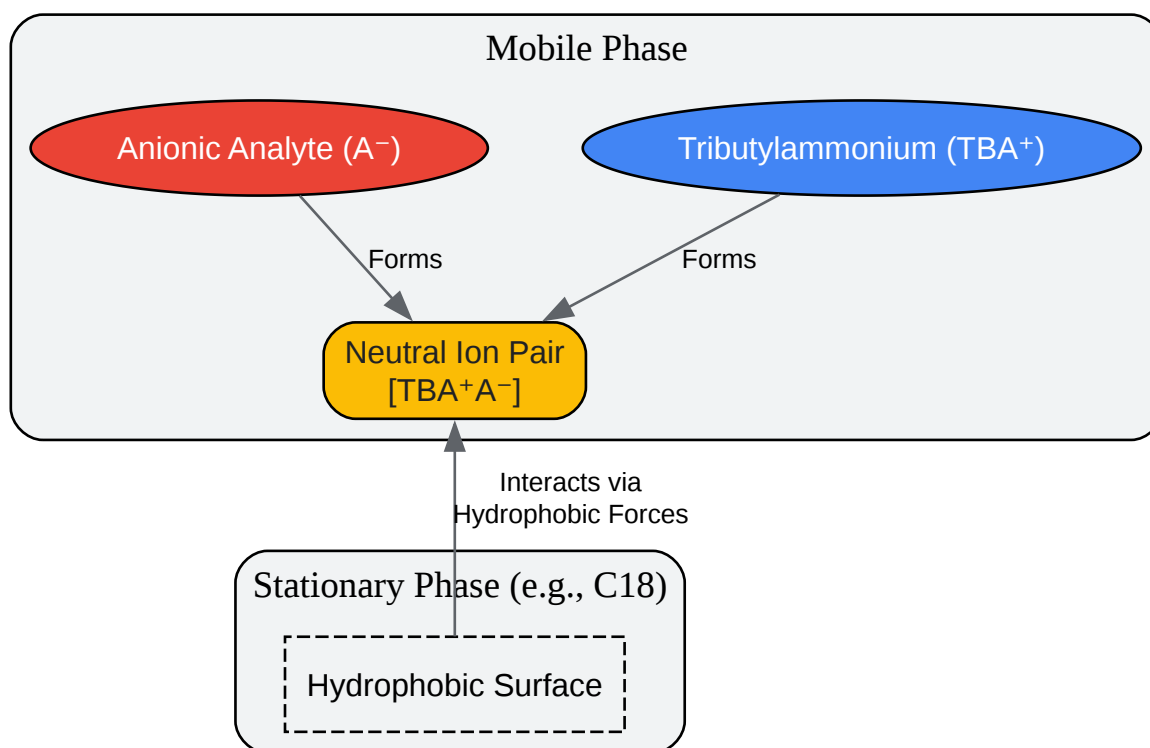 Mobile Phase
Anionic Analyte (A⁻)
Tributylammonium (TBA⁺)
Forms
Forms
Neutral Ion Pair
[TBA⁺A⁻]
Interacts via
Hydrophobic Forces
Stationary Phase (e.g., C18)
Hydrophobic Surface